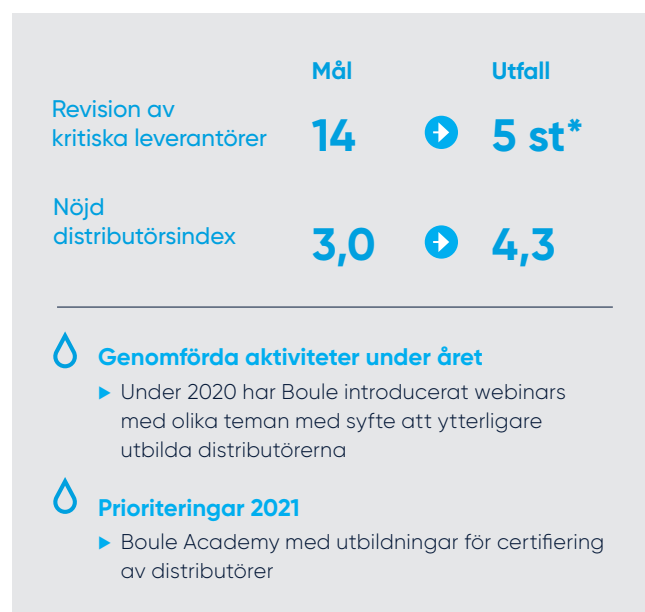 Mål Utfall
Revision av
kritiska leverantörer 14 5 st*
Nöjd
distributörsindex 3,0 4,3
Genomförda aktiviteter under året
Under 2020 har Boule introducerat webinars
med olika teman med syfte att ytterligare
utbilda distributörerna
Prioriteringar 2021
Boule Academy med utbildningar för certifiering
av distributörer